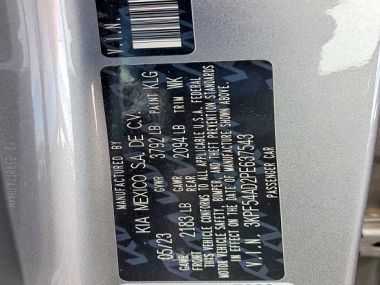 V.I.N.
MANUFACTURED BY
KIA MEXICO S.A. DE C.V.
05/23 GVWR 3792 LB PAINT KLG
GAWR FRONT 2183 LB GAWR REAR 2094 LB TRIM WK
THIS VEHICLE CONFORMS TO ALL APPLICABLE U.S.A. FEDERAL
MOTOR VEHICLE SAFETY, BUMPER, AND THEFT PREVENTION STANDARDS
IN EFFECT ON THE DATE OF MANUFACTURE SHOWN ABOVE.
V.I.N. 3KPF54AD2PE637543
PASSENGER CAR